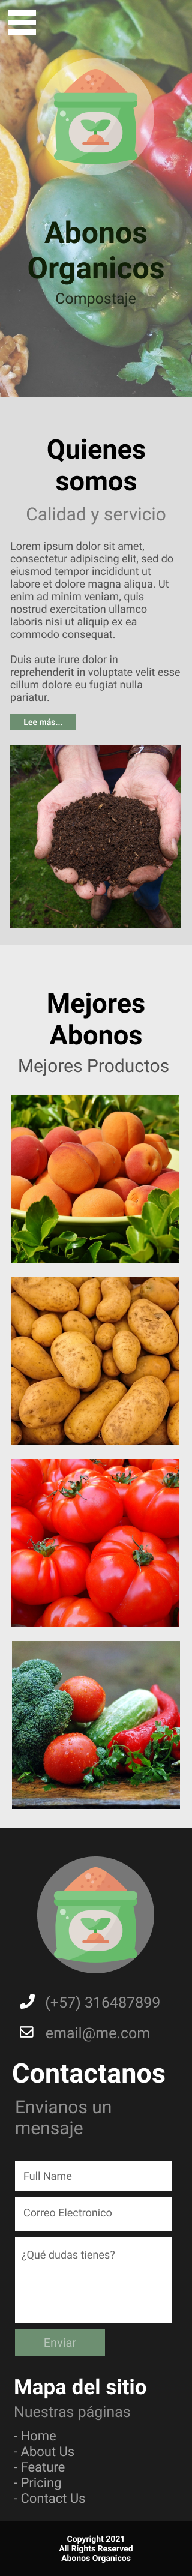 Abonos
Organicos
Compostaje
Quienes
somos
Calidad y servicio
Lorem ipsum dolor sit amet,
consectetur adipiscing elit, sed do
eiusmod tempor incididunt ut
labore et dolore magna aliqua. Ut
enim ad minim veniam, quis
nostrud exercitation ullamco
laboris nisi ut aliquip ex ea
commodo consequat.
Duis aute irure dolor in
reprehenderit in voluptate velit esse
cillum dolore eu fugiat nulla
pariatur.
Lee más...
Mejores
Abonos
Mejores Productos
(+57) 316487899
email@me.com
Contactanos
Envianos un
mensaje
Full Name
Correo Electronico
¿Qué dudas tienes?
Enviar
Mapa del sitio
Nuestras páginas
- Home
- About Us
- Feature
- Pricing
- Contact Us
Copyright 2021
All Rights Reserved
Abonos Organicos